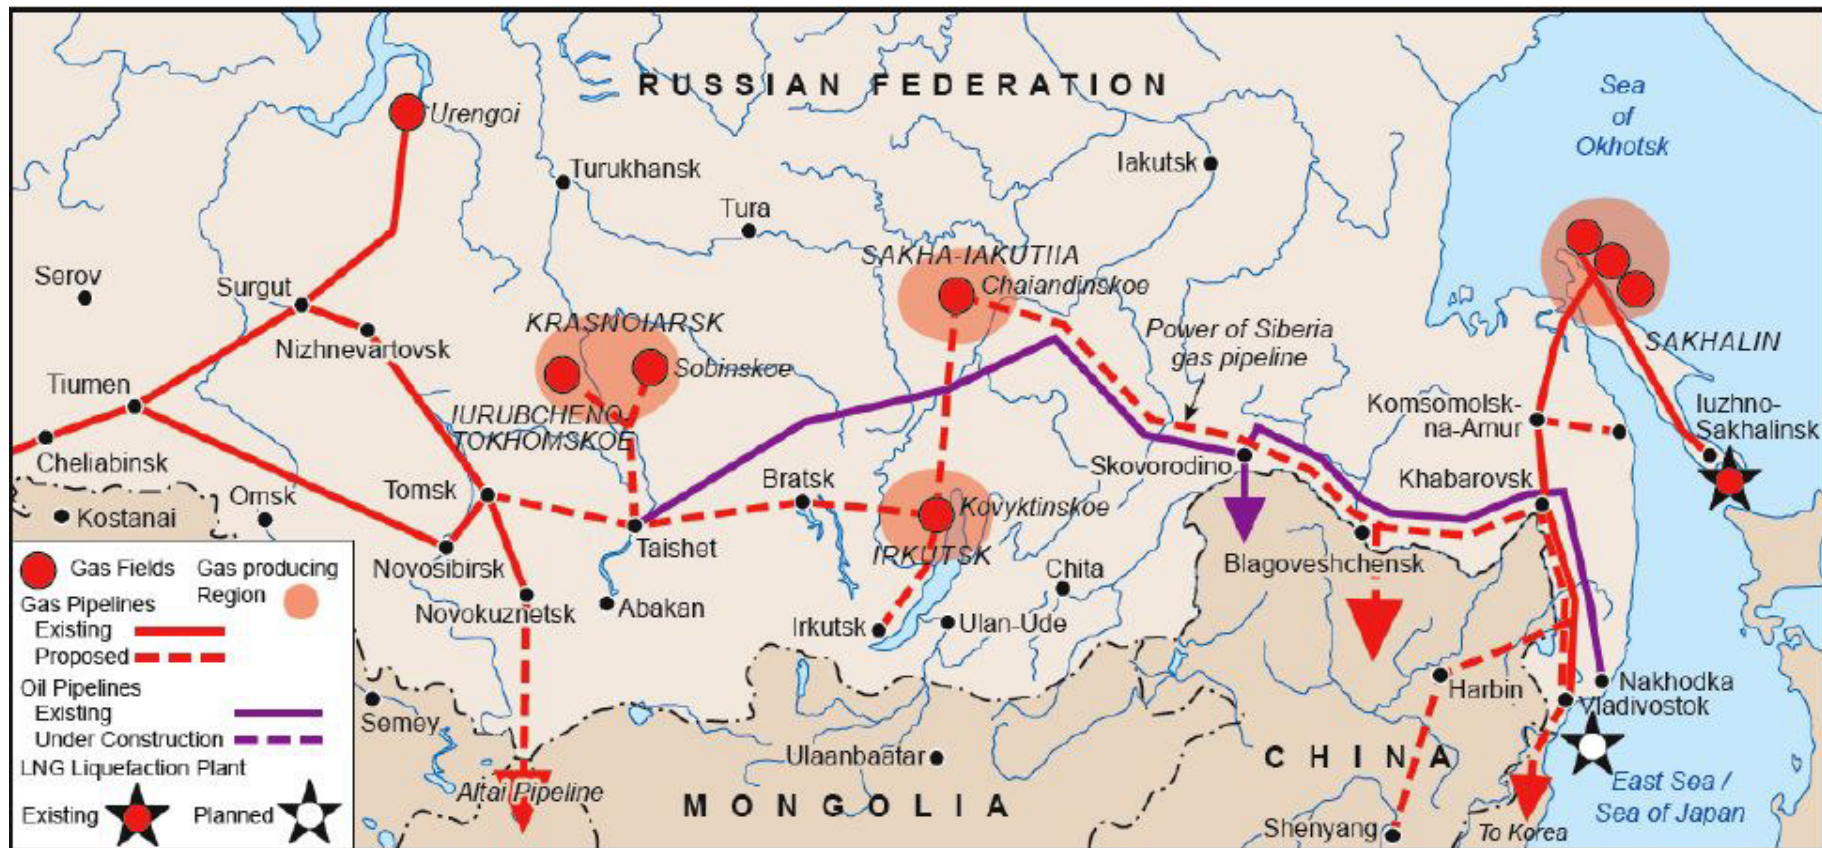 RUSSIAN FEDERATION
Sea
of
Okhotsk
Urengoi
Turukhansk
Iakutsk
Tura
SAKHA-IAKUTIIA
Chaiandinskoe
Serov
Surgut
Nizhnevartovsk
KRASNOIARSK
Sobinskoe
Power of Siberia
gas pipeline
SAKHALIN
Tiumen
IURUBCHENO-
TOKHOMSKOE
Komsomolsk-
na-Amur
Iuzhno-
Sakhalinsk
Cheliabinsk
Omsk
Tomsk
Bratsk
Skovorodino
Khabarovsk
Kostanai
Kovyktinskoe
Taishet
IRKUTSK
Novosibirsk
Chita
Blagoveshchensk
Novokuznetsk
Abakan
Irkutsk
Ulan-Ude
Harbin
Nakhodka
Vladivostok
Semey
Ulaanbaatar
CHINA
Altai Pipeline
MONGOLIA
Shenyang
To Korea
East Sea /
Sea of Japan
Gas Fields
Gas producing
Region
Gas Pipelines
Existing
Proposed
Oil Pipelines
Existing
Under Construction
LNG Liquefaction Plant
Existing
Planned